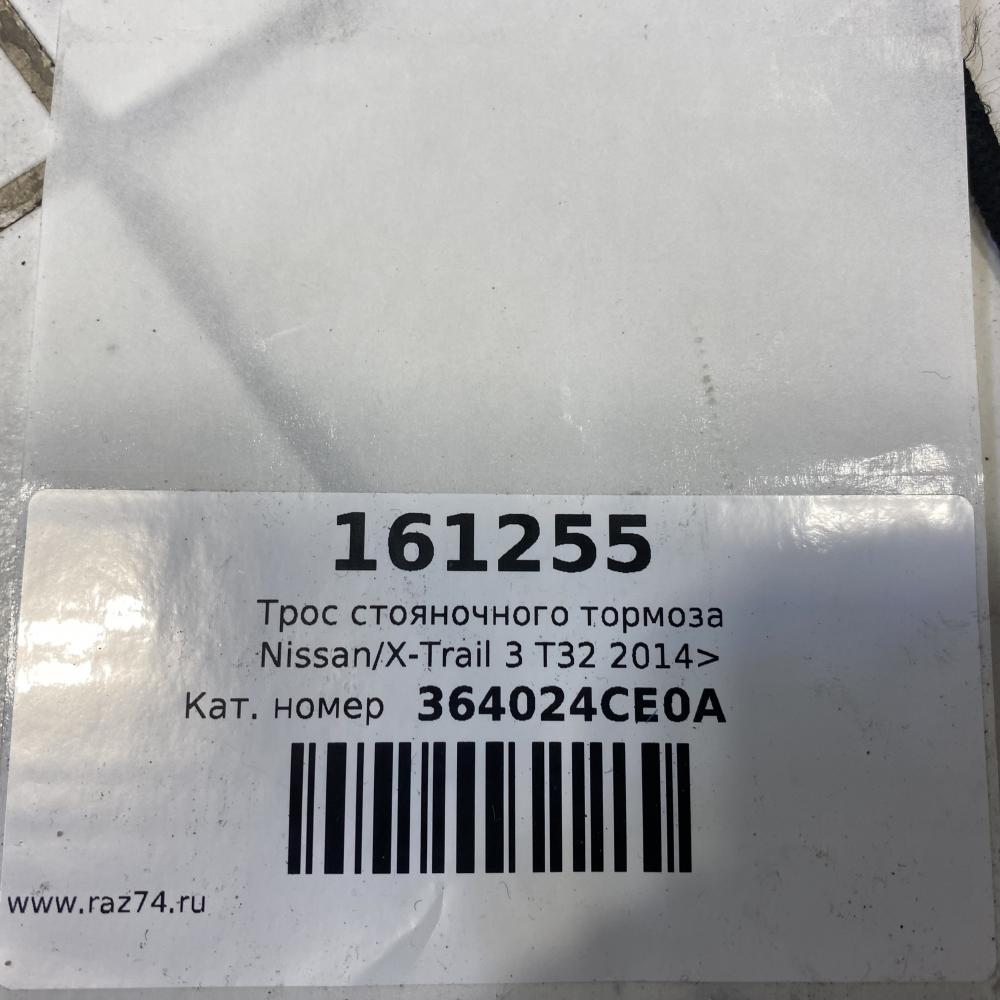 161255
Трос стояночного тормоза
Nissan/X-Trail 3 T32 2014>
Кат. номер 364024CE0A
www.raz74.ru